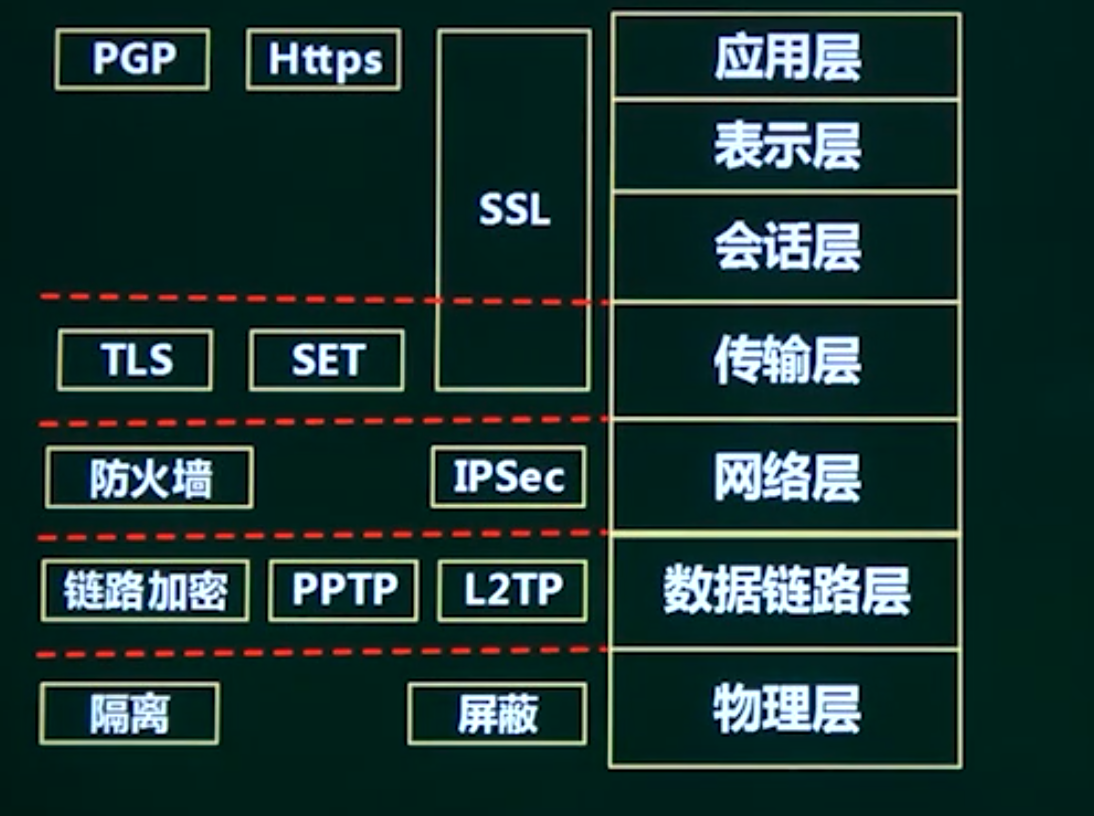 PGP Https 应用层
表示层
SSL
会话层
TLS SET 传输层
防火墙 IPSec 网络层
链路加密 PPTP L2TP 数据链路层
隔离 屏蔽 物理层